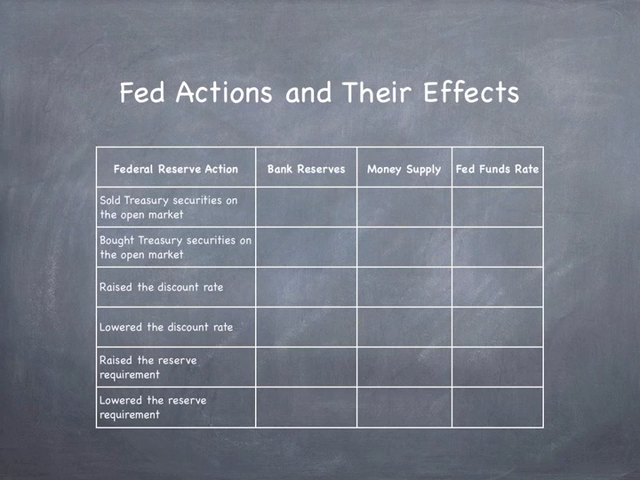 Fed Actions and Their Effects
Federal Reserve Action Bank Reserves Money Supply Fed Funds Rate
Sold Treasury securities on
the open market
Bought Treasury securities on
the open market
Raised the discount rate
Lowered the discount rate
Raised the reserve
requirement
Lowered the reserve
requirement